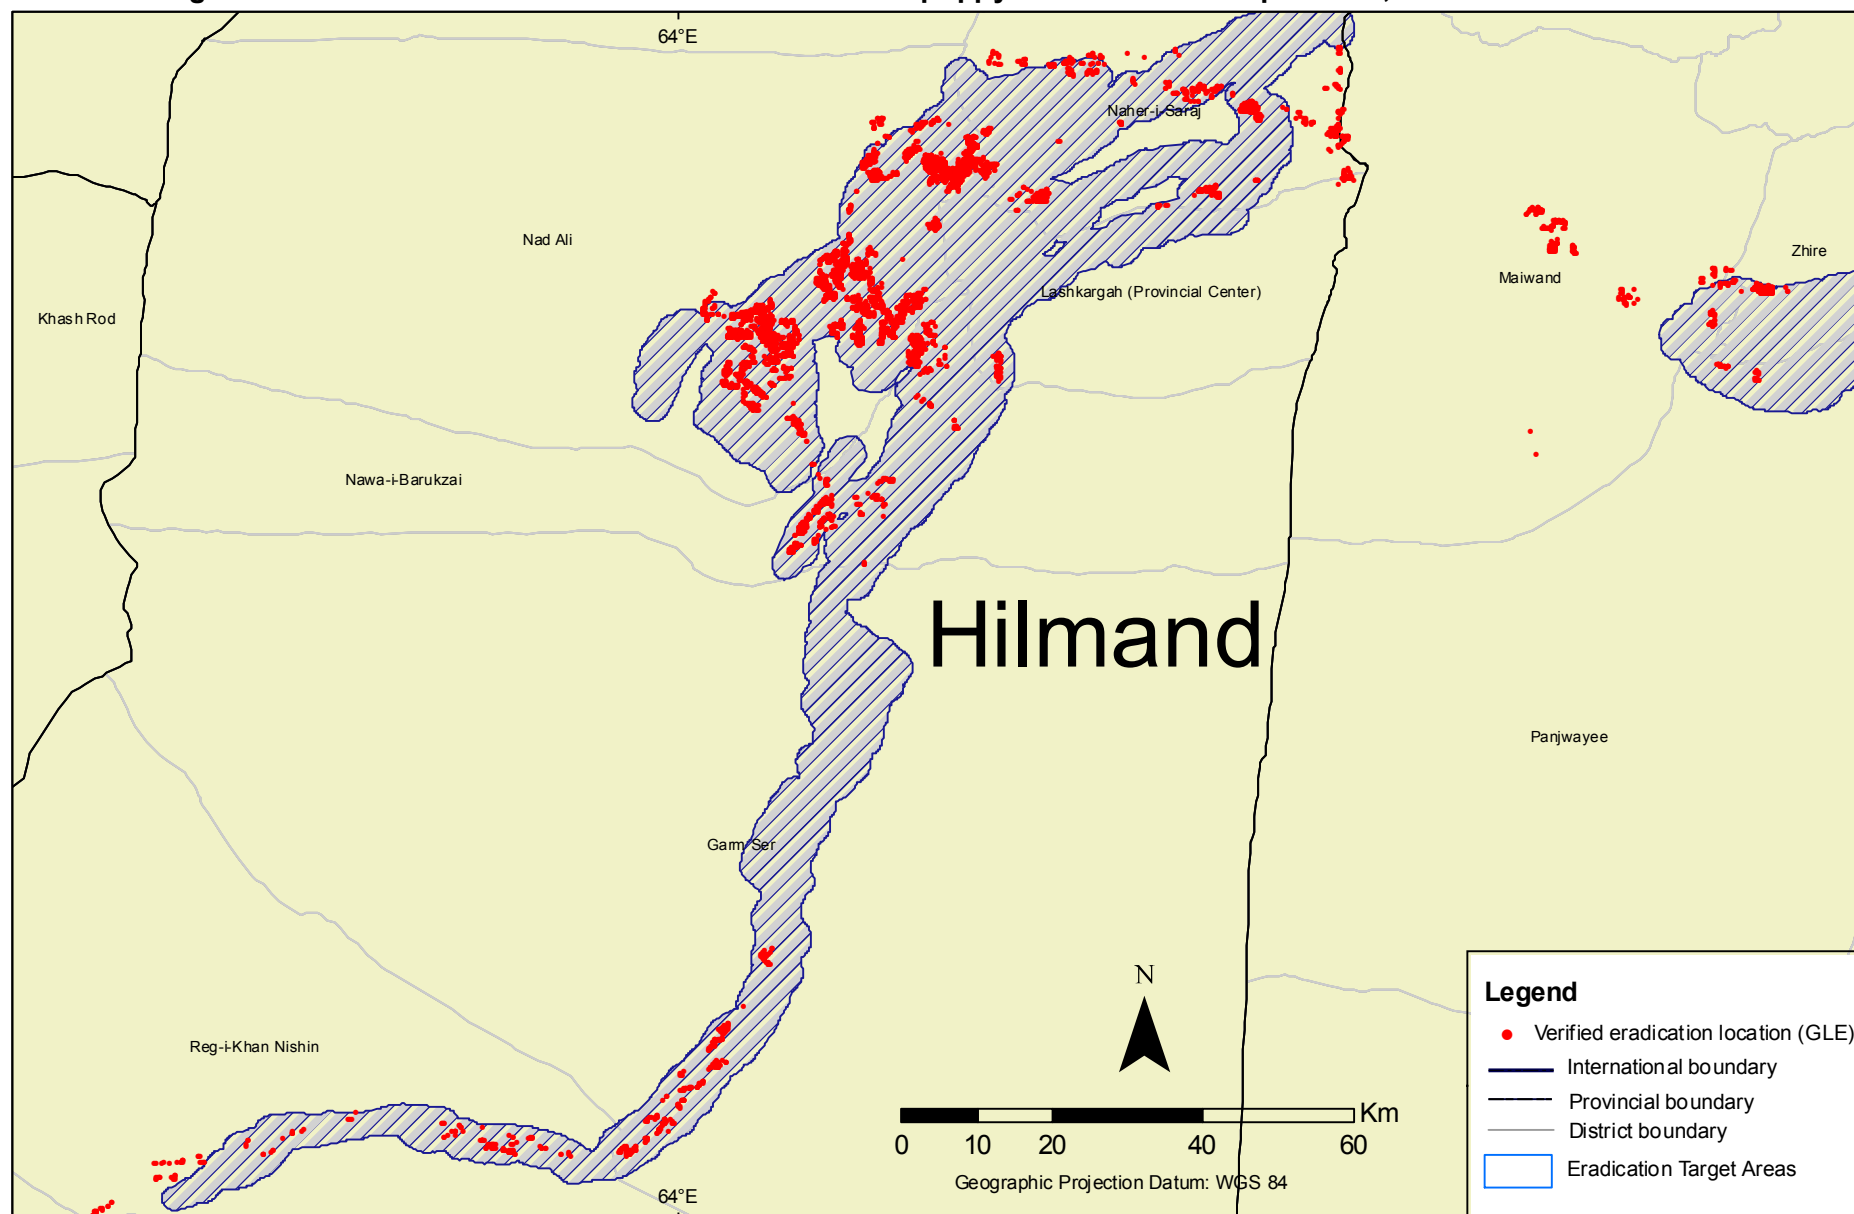 64°E
Naher-i-Saraj
Nad Ali
Zhire
Maiwand
Lashkargah (Provincial Center)
Khash Rod
Nawa-i-Barukzai
Hilmand
Panjwayee
Garm Ser
Reg-i-Khan Nishin
N
Km
0 10 20 40 60
Geographic Projection Datum: WGS 84
64°E
Legend
Verified eradication location (GLE)
International boundary
Provincial boundary
District boundary
Eradication Target Areas